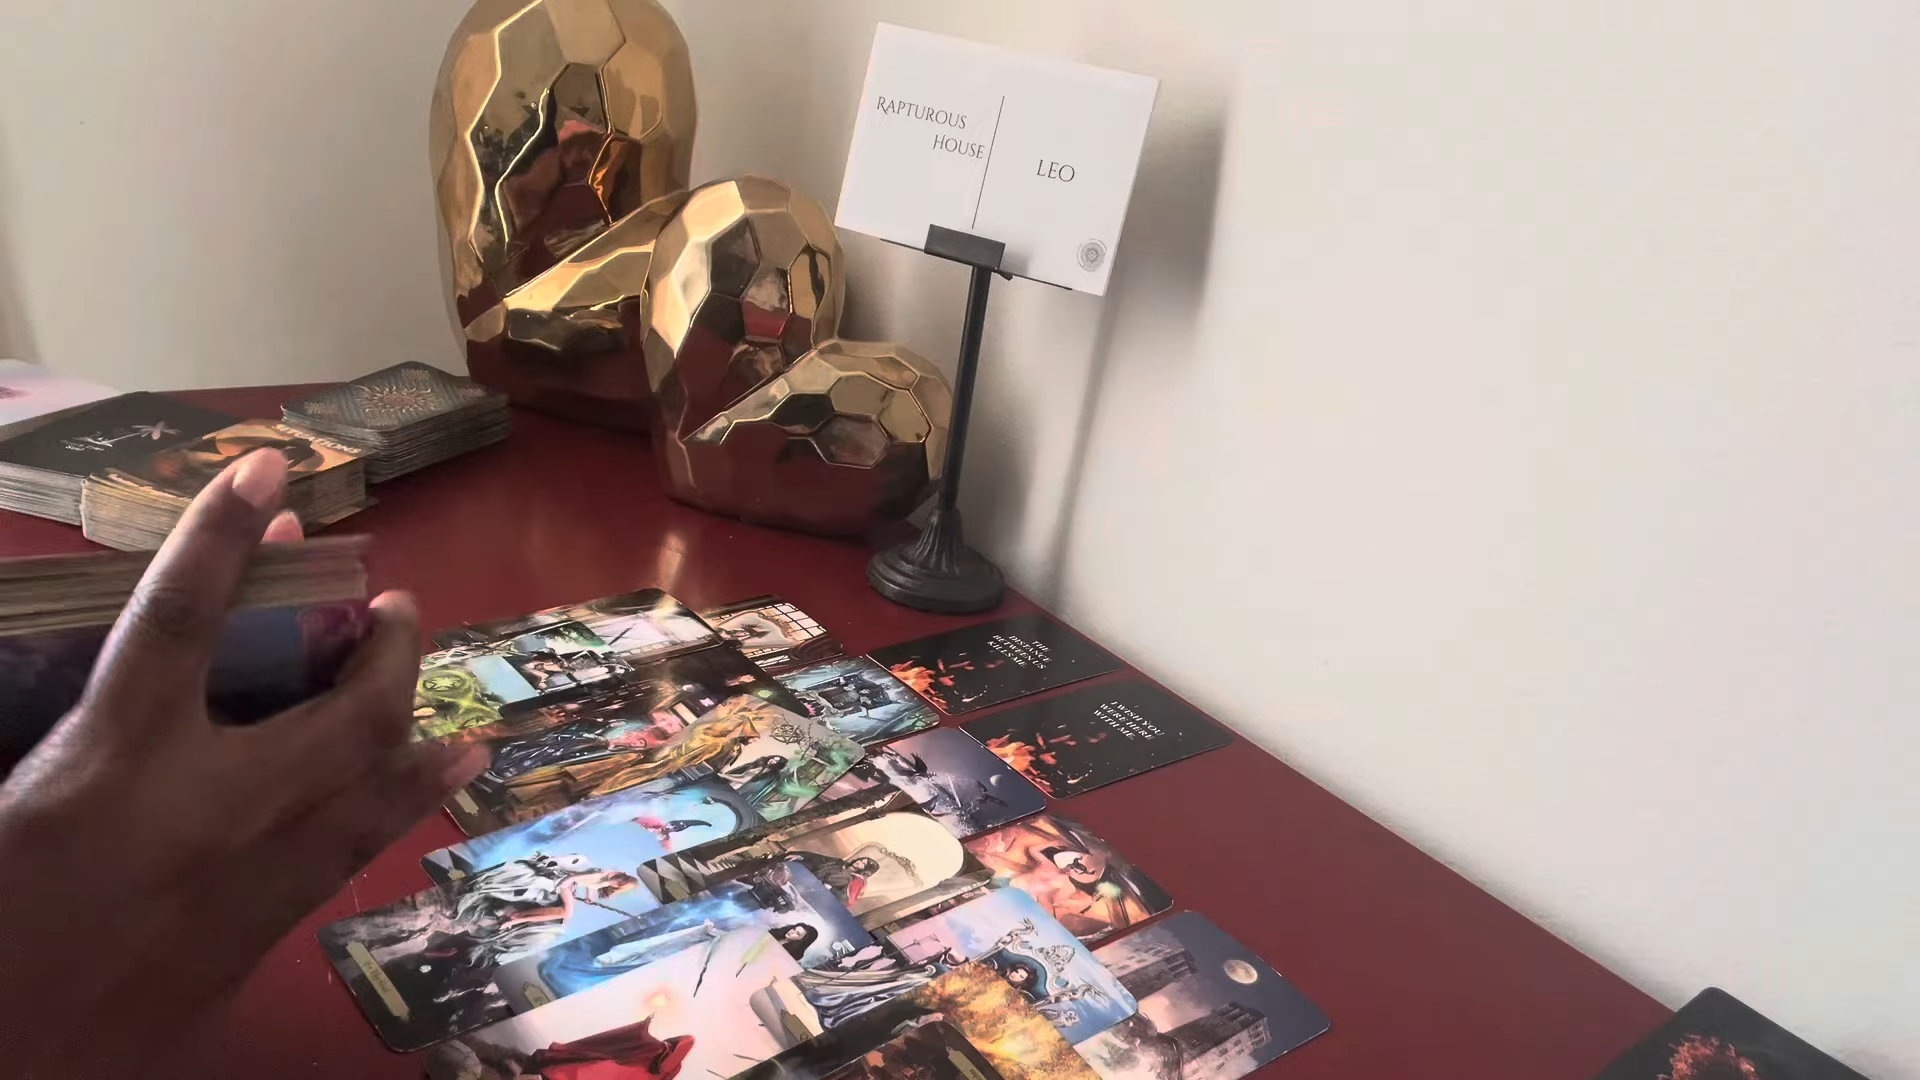 RAPTUROUS
HOUSE
LEO
THE
DISTANCE
BETWEEN US
KILLS ME
I WISH YOU
WERE HERE
WITH ME.